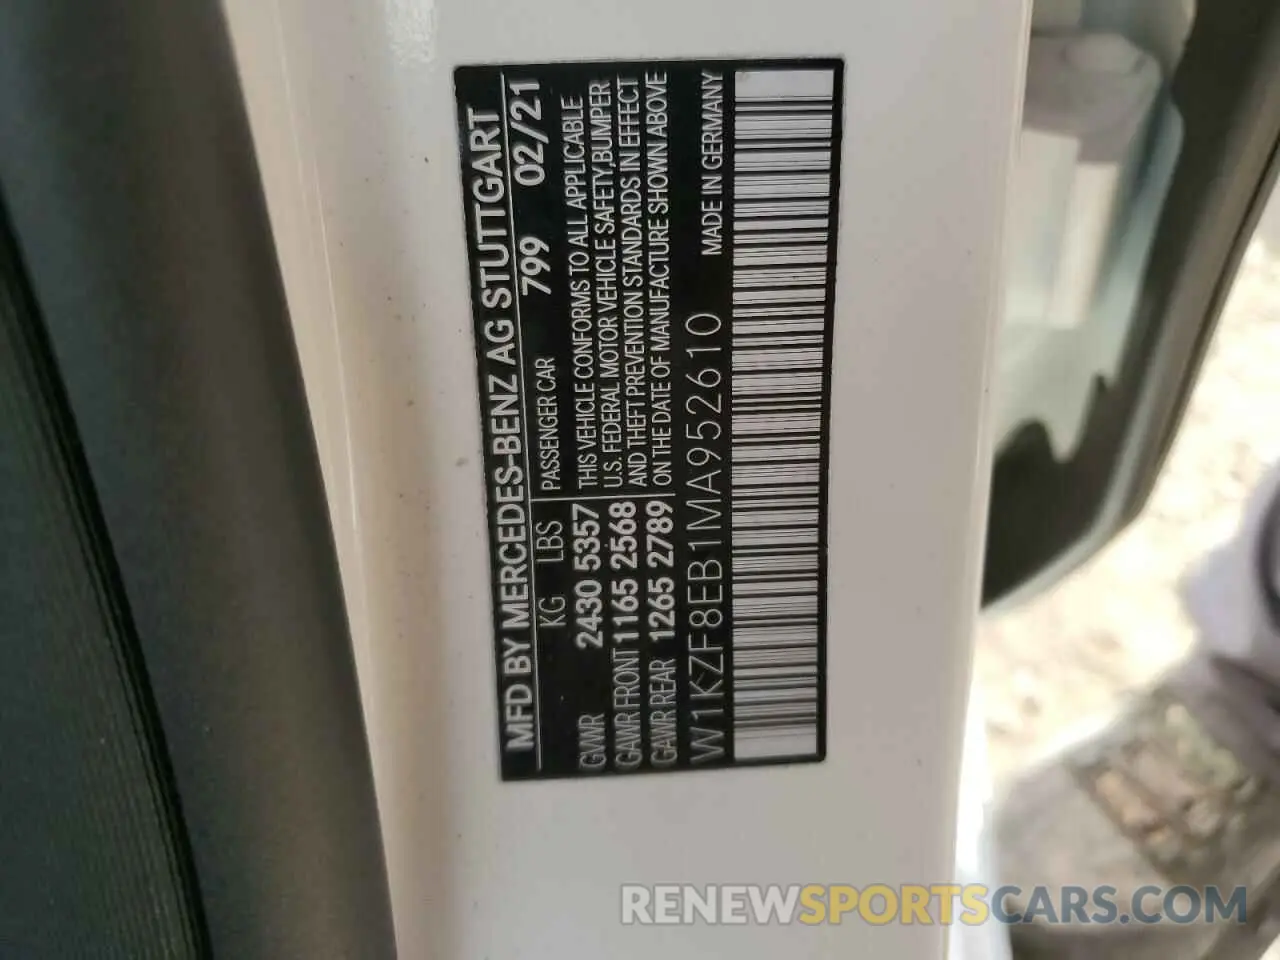 MFD BY MERCEDES-BENZ AG STUTTGART
KG LBS PASSENGER CAR 799 02/21
GVWR 2430 5357 THIS VEHICLE CONFORMS TO ALL APPLICABLE
GAWR FRONT 1165 2568 U.S. FEDERAL MOTOR VEHICLE SAFETY,BUMPER
GAWR REAR 1265 2789 AND THEFT PREVENTION STANDARDS IN EFFECT
ON THE DATE OF MANUFACTURE SHOWN ABOVE
W1KZF8EB1MA952610 MADE IN GERMANY
RENEWSPORTSCARS.COM